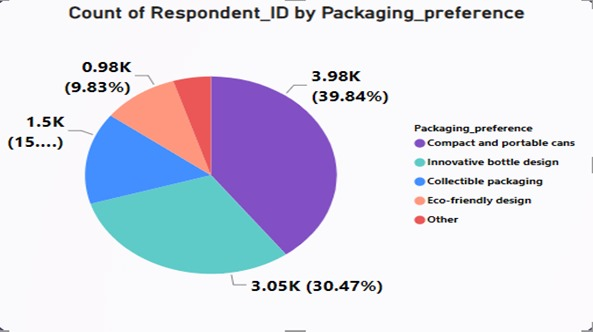 Count of Respondent_ID by Packaging_preference
0.98K
(9.83%)
3.98K
(39.84%)
1.5K
(15....)
Packaging_preference
Compact and portable cans
Innovative bottle design
Collectible packaging
Eco-friendly design
Other
3.05K (30.47%)